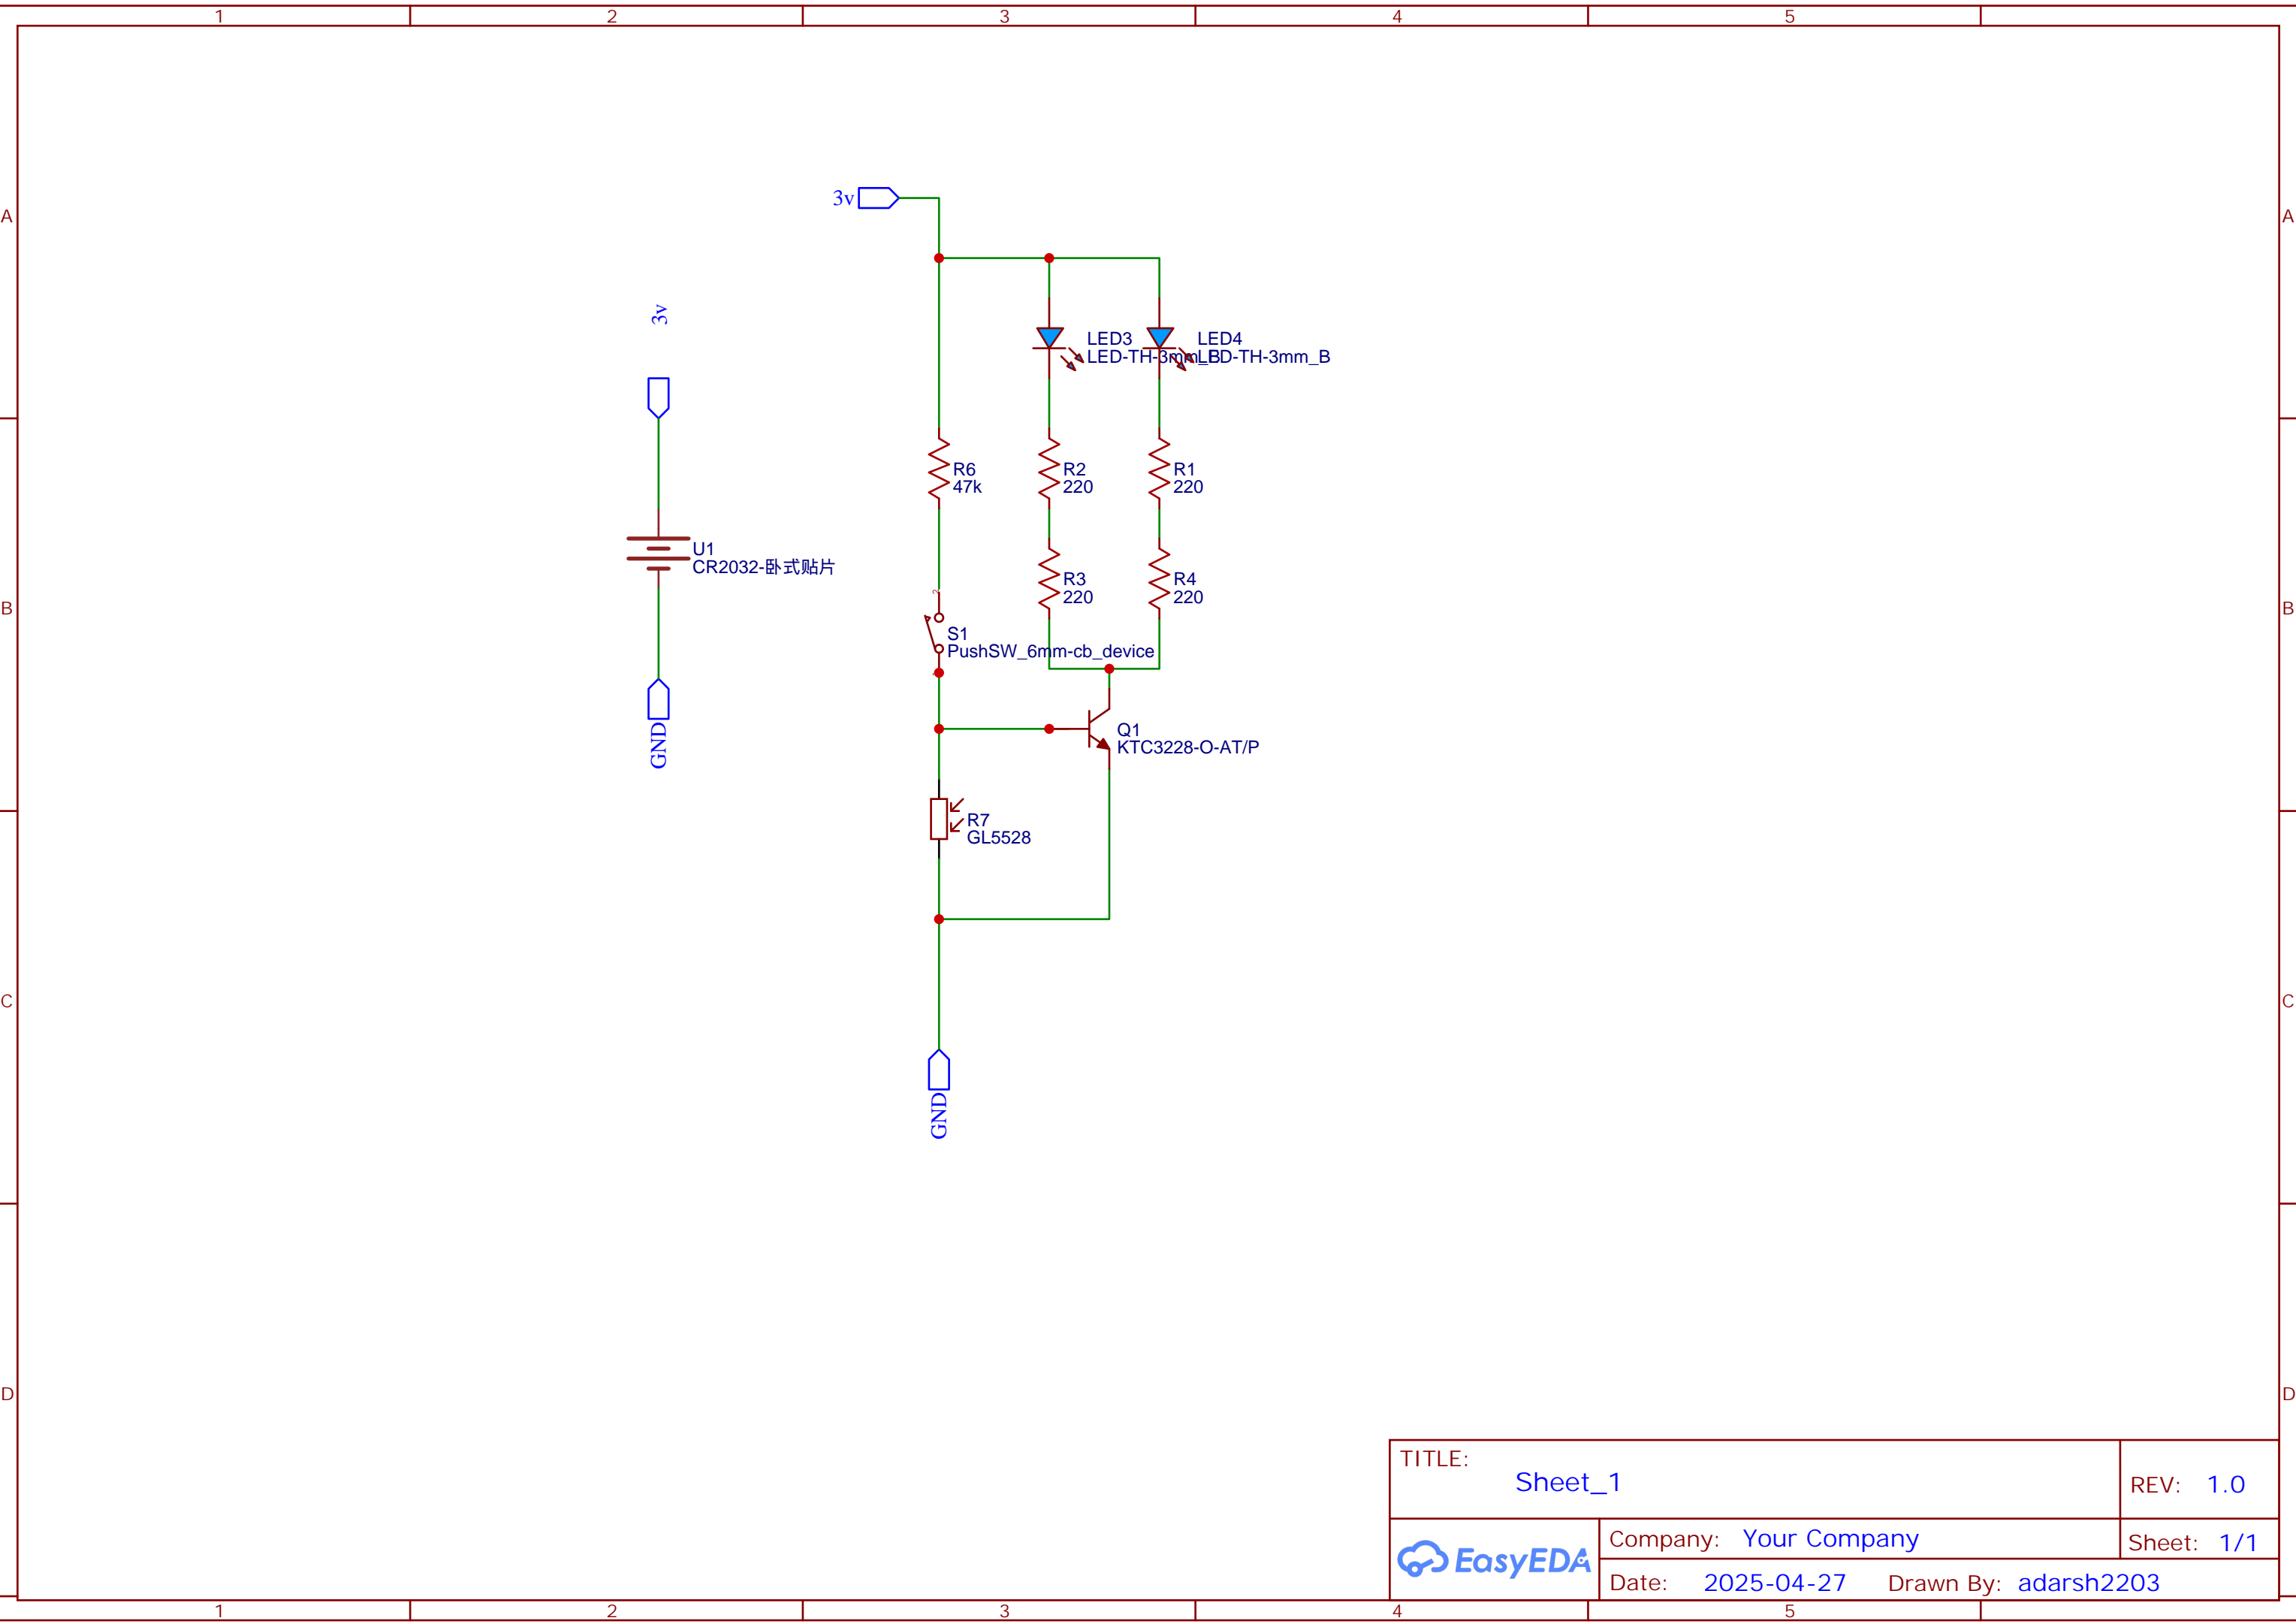 1 2 3 4 5
A A
3v
3v
LED3
LED-TH-3mm_B
LED4
LED-TH-3mm_B
R6
47k
R2
220
R1
220
U1
CR2032-卧式贴片
R3
220
R4
220
B B
2
S1
PushSW_6mm-cb_device
GND
Q1
KTC3228-O-AT/P
R7
GL5528
C C
GND
D D
TITLE:
Sheet_1
REV: 1.0
EasyEDA
Company: Your Company
Sheet: 1/1
Date: 2025-04-27 Drawn By: adarsh2203
1 2 3 4 5